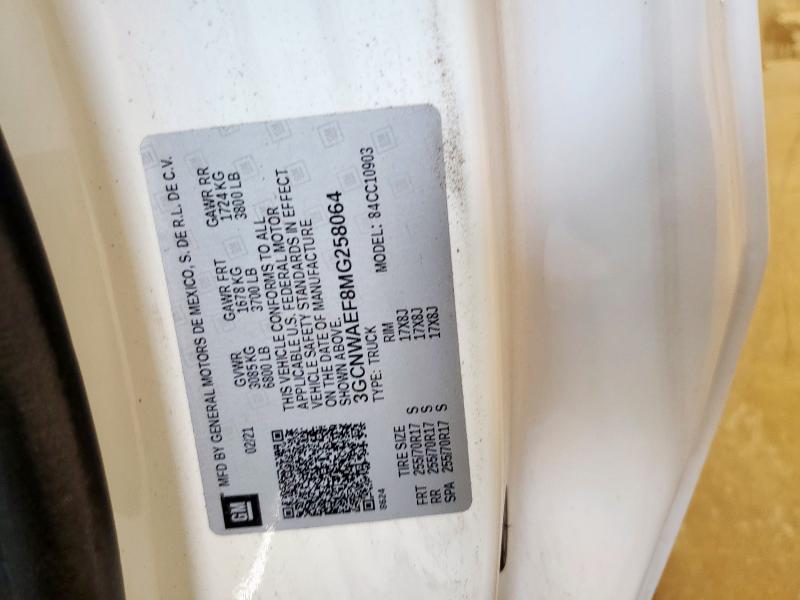 GM
MFD BY GENERAL MOTORS DE MEXICO, S. DE R.L. DE C.V.
02/21 GVWR GAWR FRT GAWR RR
3085 KG 1678 KG 1724 KG
6800 LB 3700 LB 3800 LB
THIS VEHICLE CONFORMS TO ALL
APPLICABLE U.S. FEDERAL MOTOR
VEHICLE SAFETY STANDARDS IN EFFECT
ON THE DATE OF MANUFACTURE
SHOWN ABOVE.
3GCNWAEF8MG258064
8624 TYPE: TRUCK MODEL: 84CC10903
TIRE SIZE RIM
FRT 255/70R17 S 17X8J
RR 255/70R17 S 17X8J
SPA 255/70R17 S 17X8J